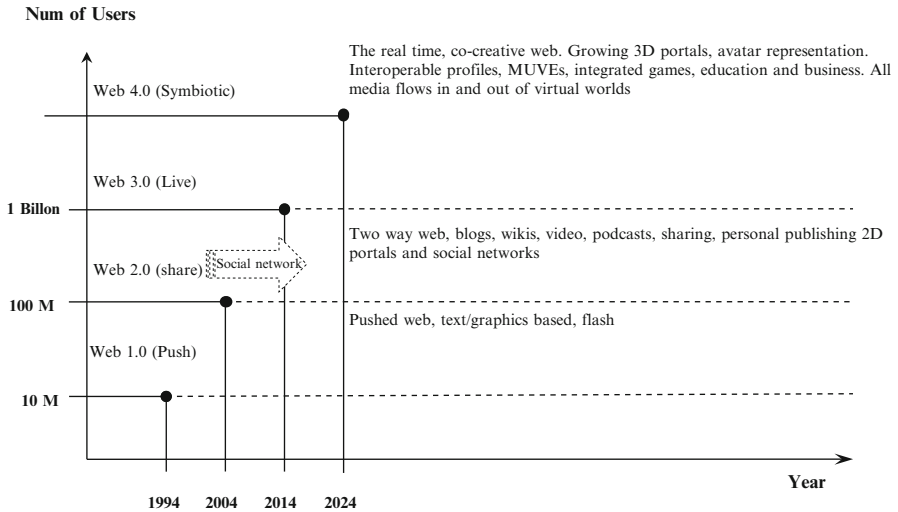 Num of Users
The real time, co-creative web. Growing 3D portals, avatar representation.
Interoperable profiles, MUVEs, integrated games, education and business. All
media flows in and out of virtual worlds
Web 4.0 (Symbiotic)
Web 3.0 (Live)
1 Billon
Two way web, blogs, wikis, video, podcasts, sharing, personal publishing 2D
portals and social networks
Social network
Web 2.0 (share)
100 M
Pushed web, text/graphics based, flash
Web 1.0 (Push)
10 M
Year
1994 2004 2014 2024